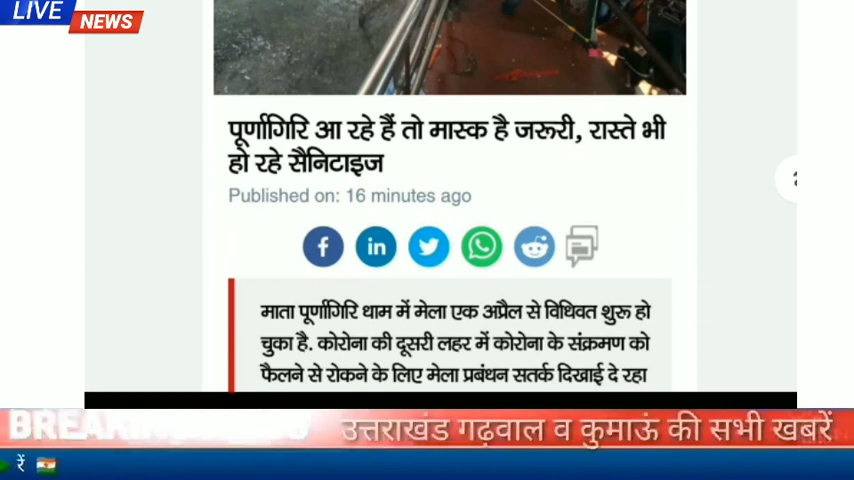 LIVE
NEWS
पूर्णागिरि आ रहे हैं तो मास्क है जरूरी, रास्ते भी
हो रहे सैनिटाइज
Published on: 16 minutes ago
माता पूर्णागिरि धाम में मेला एक अप्रैल से विधिवत शुरू हो
चुका है. कोरोना की दूसरी लहर में कोरोना के संक्रमण को
फैलने से रोकने के लिए मेला प्रबंधन सतर्क दिखाई दे रहा
उत्तराखंड गढ़वाल व कुमाऊं की सभी खबरें
रें